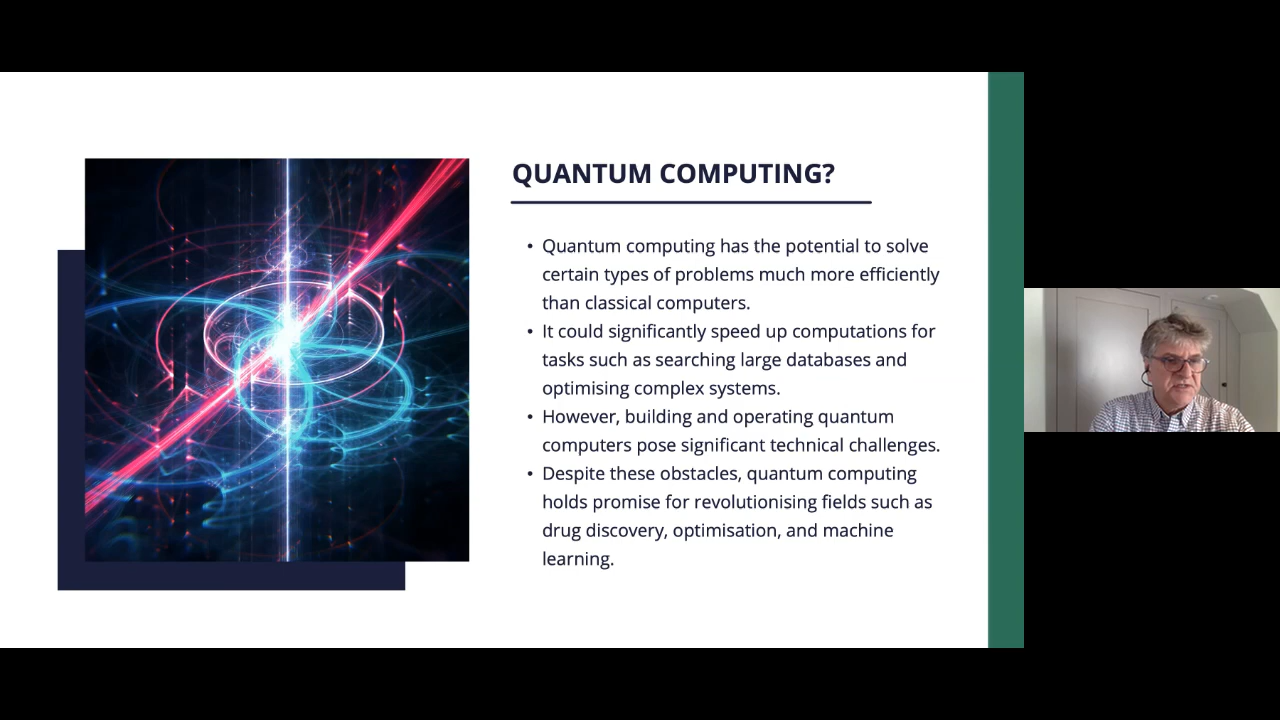 QUANTUM COMPUTING?
• Quantum computing has the potential to solve
certain types of problems much more efficiently
than classical computers.
• It could significantly speed up computations for
tasks such as searching large databases and
optimising complex systems.
• However, building and operating quantum
computers pose significant technical challenges.
• Despite these obstacles, quantum computing
holds promise for revolutionising fields such as
drug discovery, optimisation, and machine
learning.